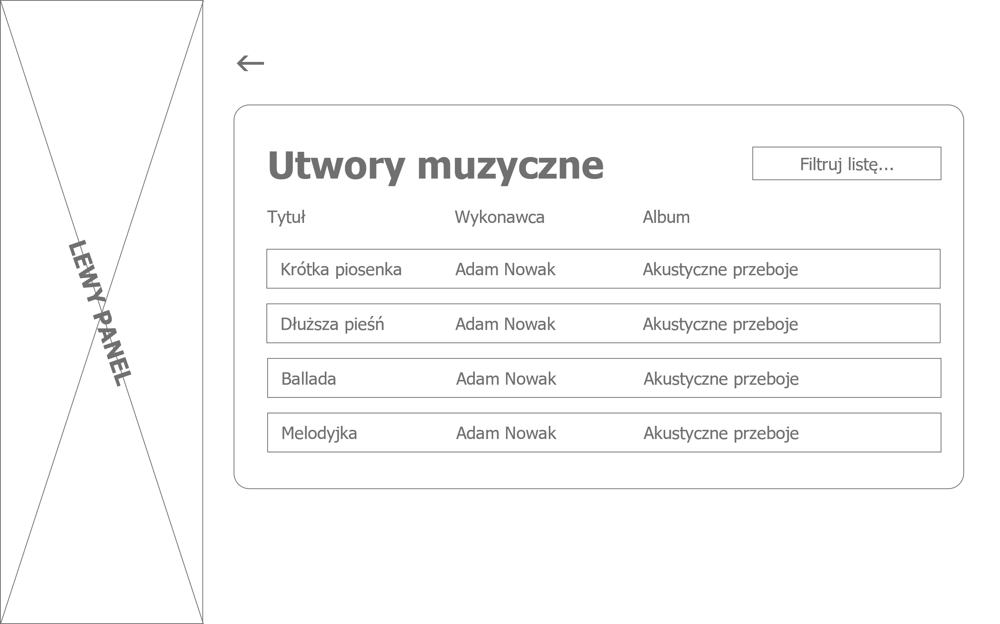 LEWY PANEL
←
Utwory muzyczne
Filtruj listę...
Tytuł Wykonawca Album
Krótka piosenka Adam Nowak Akustyczne przeboje
Dłuższa pieśń Adam Nowak Akustyczne przeboje
Ballada Adam Nowak Akustyczne przeboje
Melodyjka Adam Nowak Akustyczne przeboje